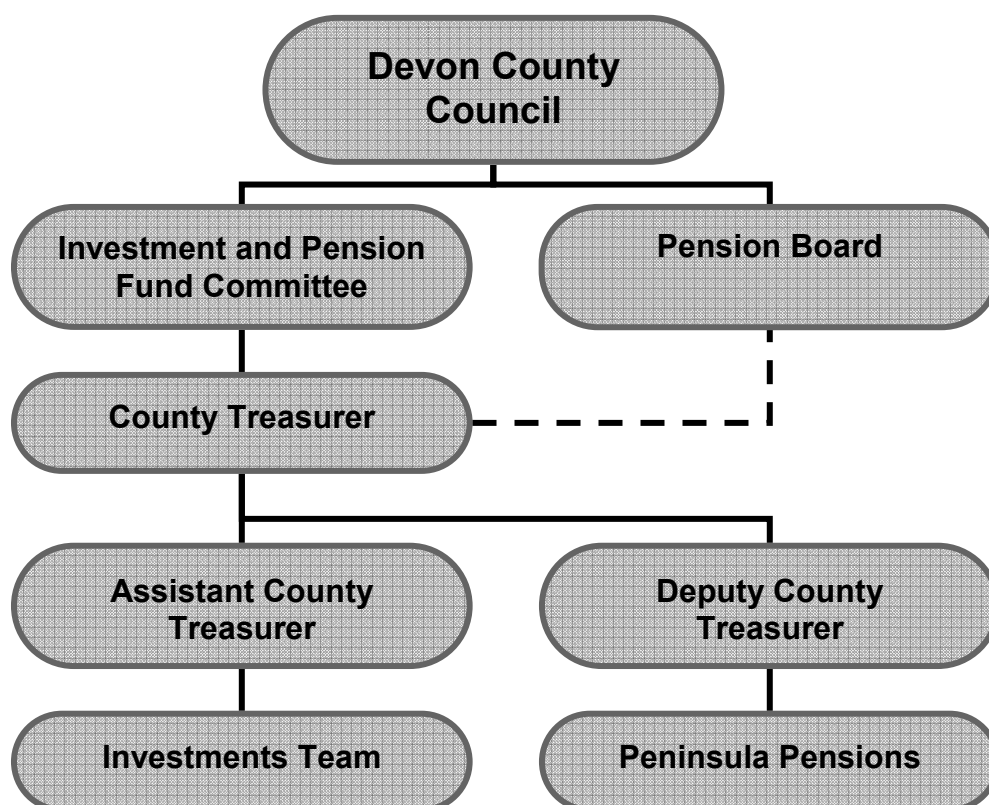 Devon County
Council
Investment and Pension
Fund Committee
Pension Board
County Treasurer
Assistant County
Treasurer
Deputy County
Treasurer
Investments Team
Peninsula Pensions